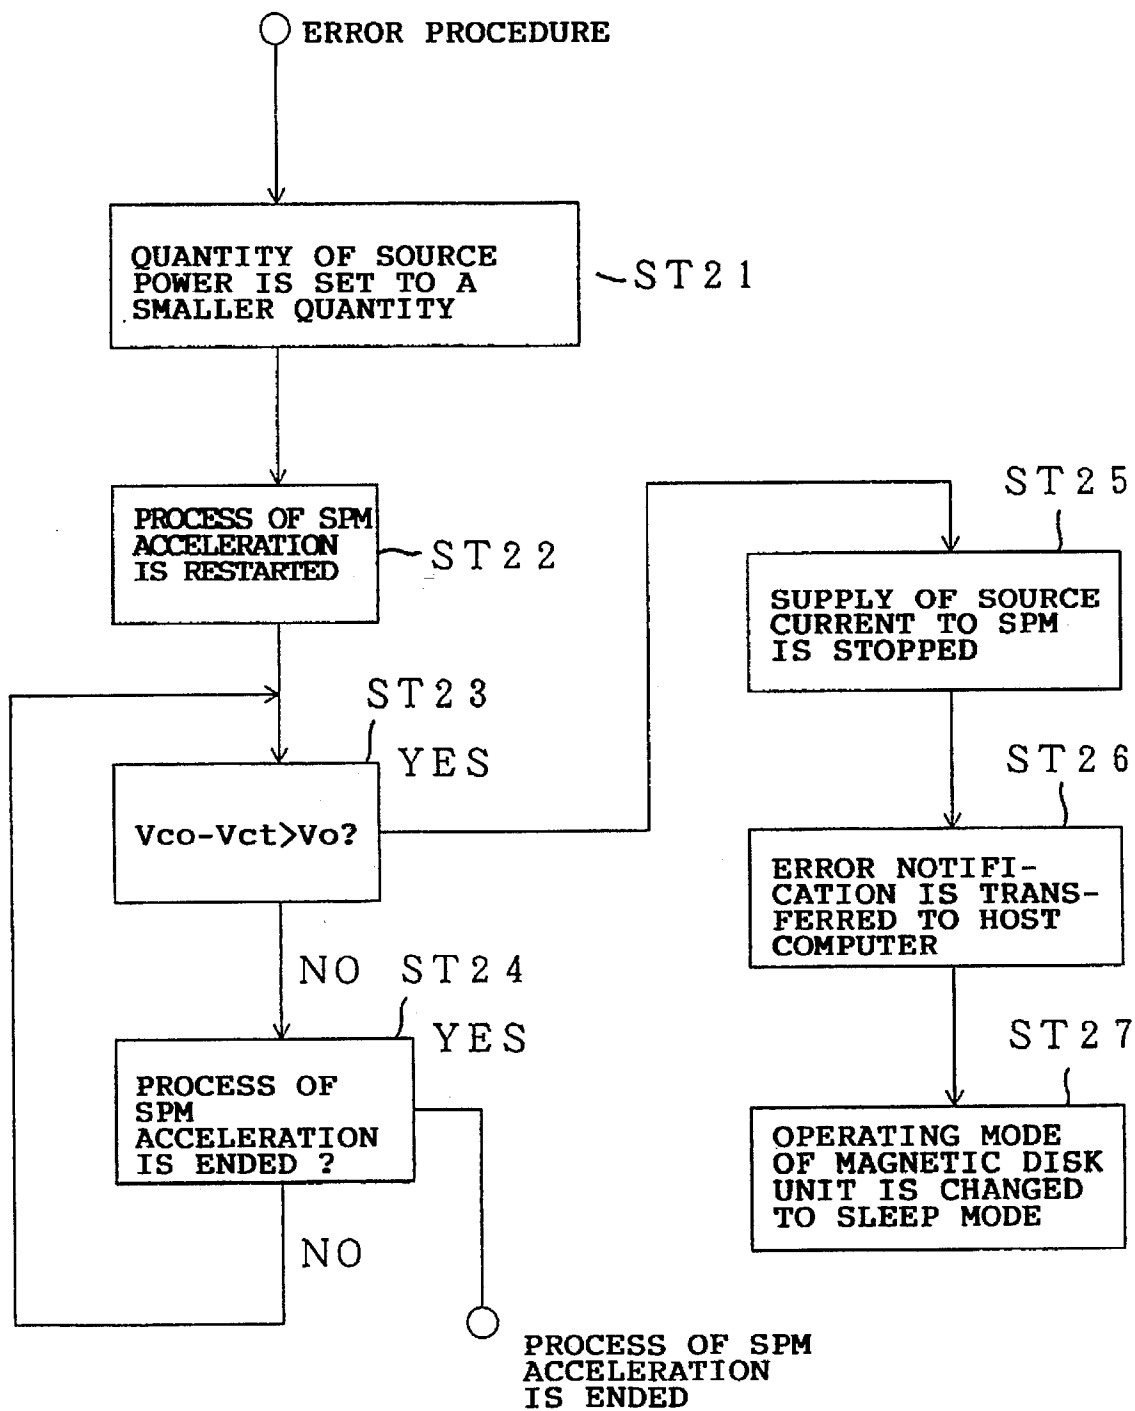 ERROR PROCEDURE
QUANTITY OF SOURCE
POWER IS SET TO A
SMALLER QUANTITY
ST21
PROCESS OF SPM
ACCELERATION
IS RESTARTED
ST22
ST23
YES
Vco-Vct>Vo?
NO
ST24
YES
PROCESS OF
SPM
ACCELERATION
IS ENDED ?
NO
PROCESS OF SPM
ACCELERATION
IS ENDED
ST25
SUPPLY OF SOURCE
CURRENT TO SPM
IS STOPPED
ST26
ERROR NOTIFI-
CATION IS TRANS-
FERRED TO HOST
COMPUTER
ST27
OPERATING MODE
OF MAGNETIC DISK
UNIT IS CHANGED
TO SLEEP MODE